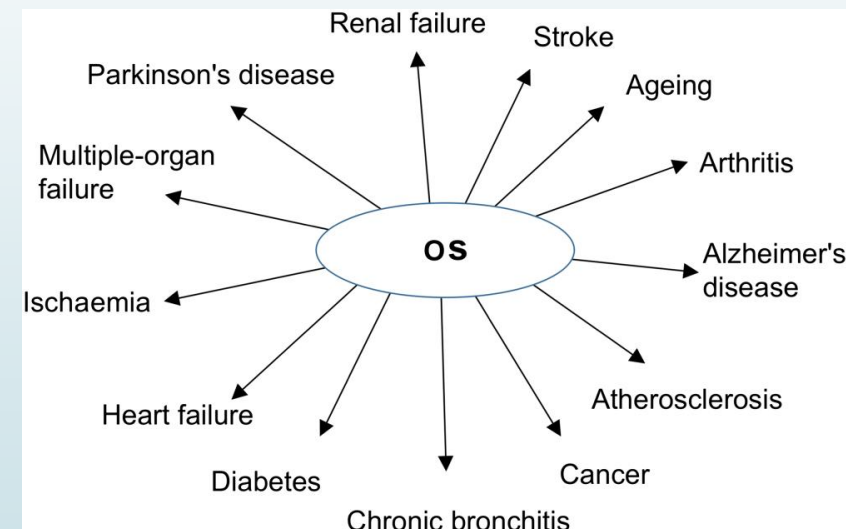 Renal failure
Stroke
Parkinson's disease
Ageing
Multiple-organ
failure
Arthritis
OS
Alzheimer's
disease
Ischaemia
Heart failure
Atherosclerosis
Diabetes
Cancer
Chronic bronchitis